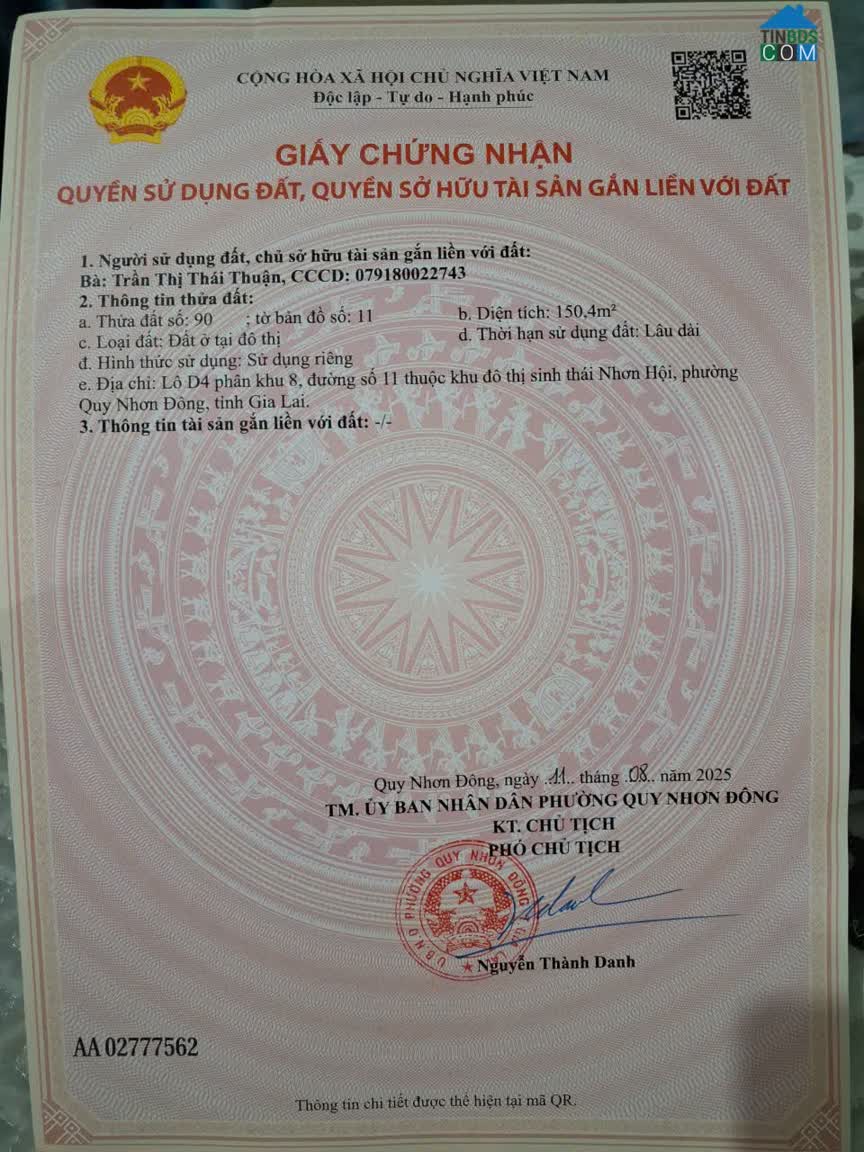 TINBDS
COM
CỘNG HÒA XÃ HỘI CHỦ NGHĨA VIỆT NAM
Độc lập - Tự do - Hạnh phúc
GIẤY CHỨNG NHẬN
QUYỀN SỬ DỤNG ĐẤT, QUYỀN SỞ HỮU TÀI SẢN GẮN LIỀN VỚI ĐẤT
1. Người sử dụng đất, chủ sở hữu tài sản gắn liền với đất:
Bà: Trần Thị Thái Thuận, CCCD: 079180022743
2. Thông tin thửa đất:
a. Thửa đất số: 90 ; tờ bản đồ số: 11 b. Diện tích: 150,4m²
c. Loại đất: Đất ở tại đô thị d. Thời hạn sử dụng đất: Lâu dài
đ. Hình thức sử dụng: Sử dụng riêng
e. Địa chỉ: Lô D4 phân khu 8, đường số 11 thuộc khu đô thị sinh thái Nhơn Hội, phường
Quy Nhơn Đông, tỉnh Gia Lai.
3. Thông tin tài sản gắn liền với đất: -/-
Quy Nhơn Đông, ngày ..11.. tháng .08.. năm 2025
TM. ỦY BAN NHÂN DÂN PHƯỜNG QUY NHƠN ĐÔNG
KT. CHỦ TỊCH
PHÓ CHỦ TỊCH
U.B.N.D PHƯỜNG QUY NHƠN ĐÔNG
Nguyễn Thành Danh
AA 02777562
Thông tin chi tiết được thể hiện tại mã QR.